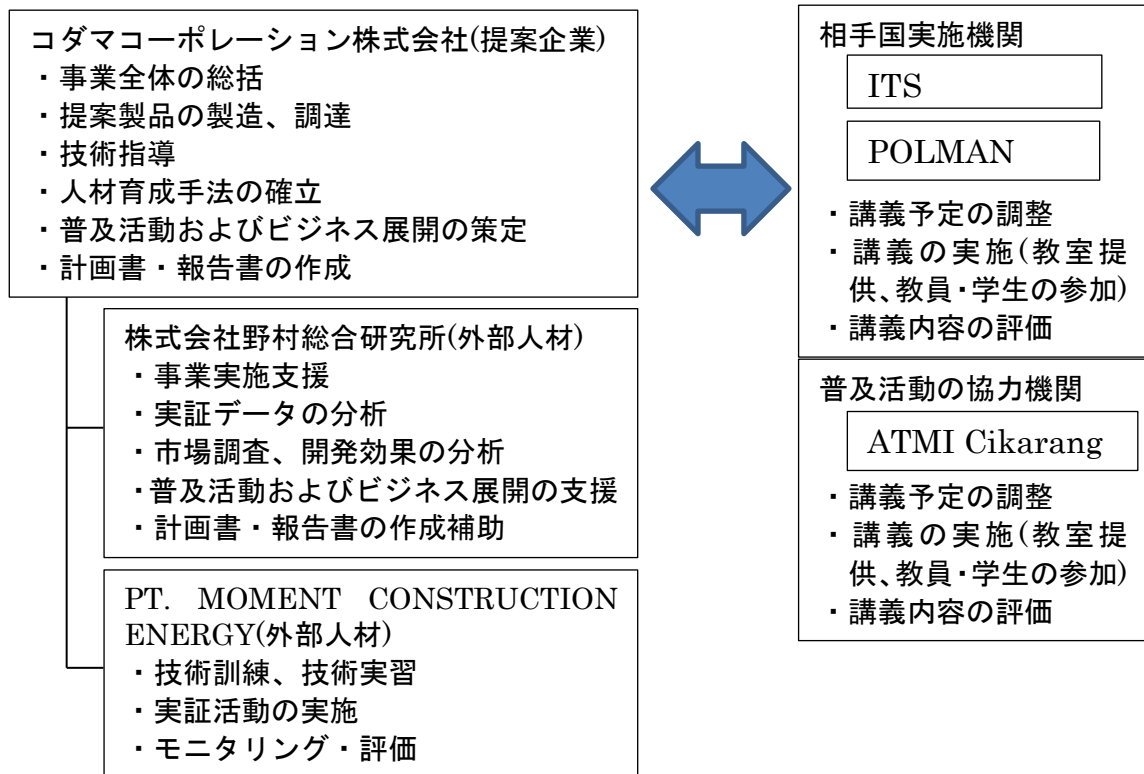 コダマコーポレーション株式会社(提案企業)
・事業全体の総括
・提案製品の製造、調達
・技術指導
・人材育成手法の確立
・普及活動およびビジネス展開の策定
・計画書・報告書の作成
株式会社野村総合研究所(外部人材)
・事業実施支援
・実証データの分析
・市場調査、開発効果の分析
・普及活動およびビジネス展開の支援
・計画書・報告書の作成補助
PT. MOMENT CONSTRUCTION
ENERGY(外部人材)
・技術訓練、技術実習
・実証活動の実施
・モニタリング・評価
相手国実施機関
ITS
POLMAN
・講義予定の調整
・講義の実施(教室提
供、教員・学生の参加)
・講義内容の評価
普及活動の協力機関
ATMI Cikarang
・講義予定の調整
・講義の実施(教室提
供、教員・学生の参加)
・講義内容の評価